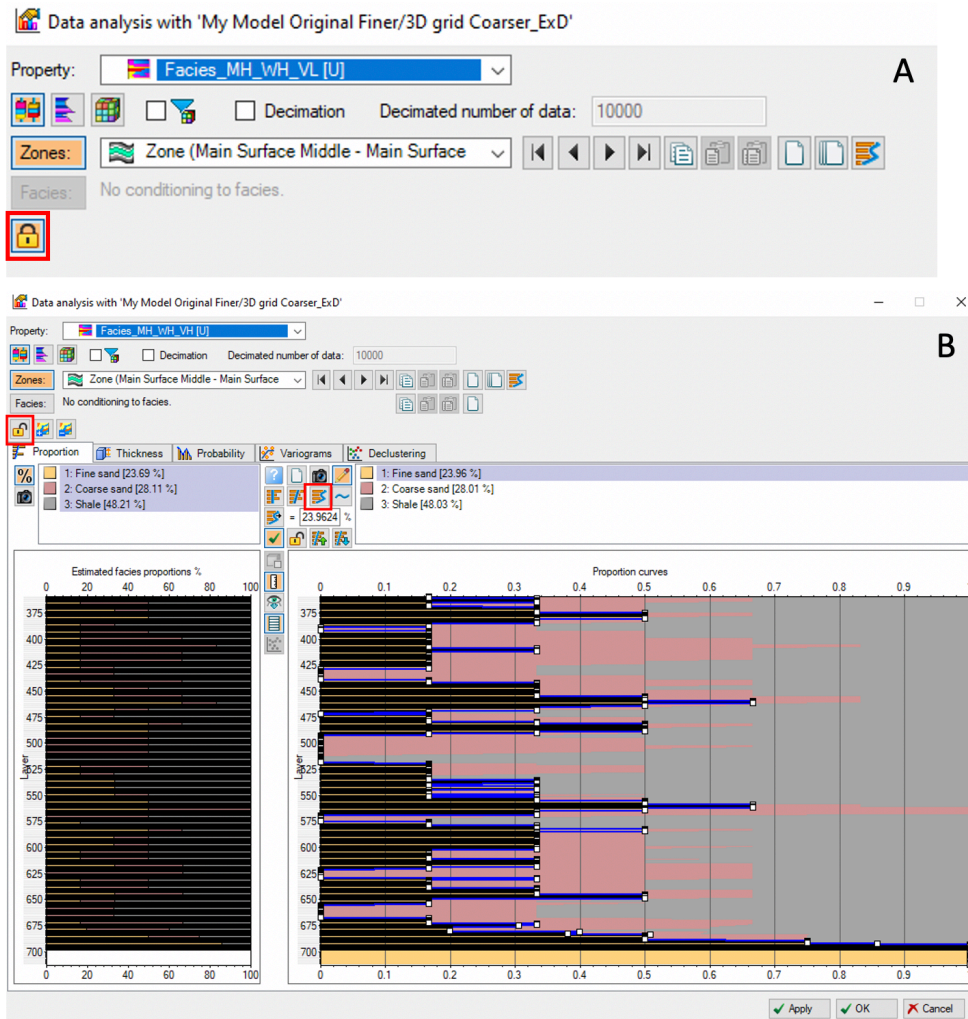 Data analysis with 'My Model Original Finer/3D grid Coarser_ExD'
Property: Facies_MH_WH_VL [U]
A
Decimation Decimated number of data: 10000
Zones: Zone (Main Surface Middle - Main Surface
Facies: No conditioning to facies.
Data analysis with 'My Model Original Finer/3D grid Coarser_ExD'
Property: Facies_MH_WH_VH [U]
B
Decimation Decimated number of data: 10000
Zones: Zone (Main Surface Middle - Main Surface
Facies: No conditioning to facies.
Proportion Thickness Probability Variograms Declustering
% 1: Fine sand [23.69 %]
2: Coarse sand [28.11 %]
3: Shale [48.21 %]
? 1: Fine sand [23.96 %]
2: Coarse sand [28.01 %]
3: Shale [48.03 %]
= 23.9624 %
Estimated facies proportions %
0 20 40 60 80 100
Proportion curves
0 0.1 0.2 0.3 0.4 0.5 0.6 0.7 0.8 0.9
375 375
400 400
425 425
450 450
475 475
500 500
Layer Layer
525 525
550 550
575 575
600 600
625 625
650 650
675 675
700 700
0 20 40 60 80 100
0 0.1 0.2 0.3 0.4 0.5 0.6 0.7 0.8 0.9
Apply OK Cancel